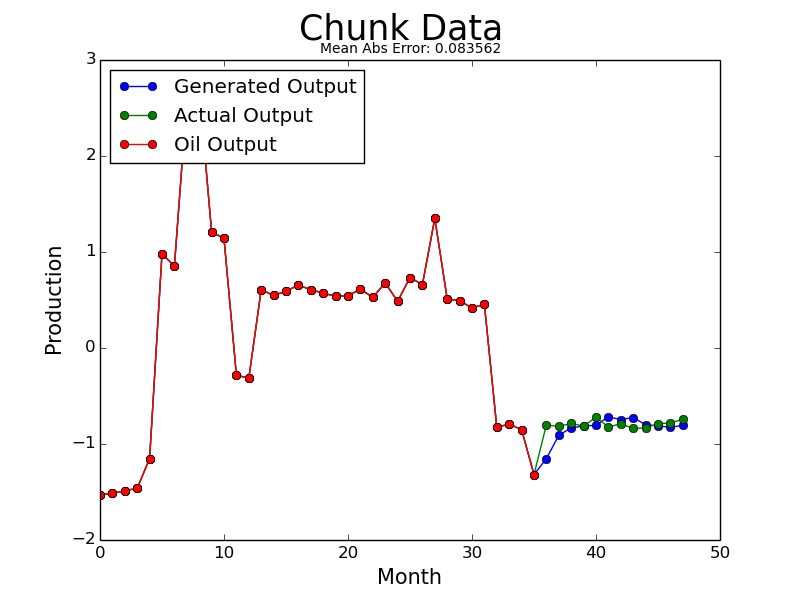 Chunk Data
Mean Abs Error: 0.083562
Generated Output
Actual Output
Oil Output
3
2
1
0
−1
−2
Production
0 10 20 30 40 50
Month